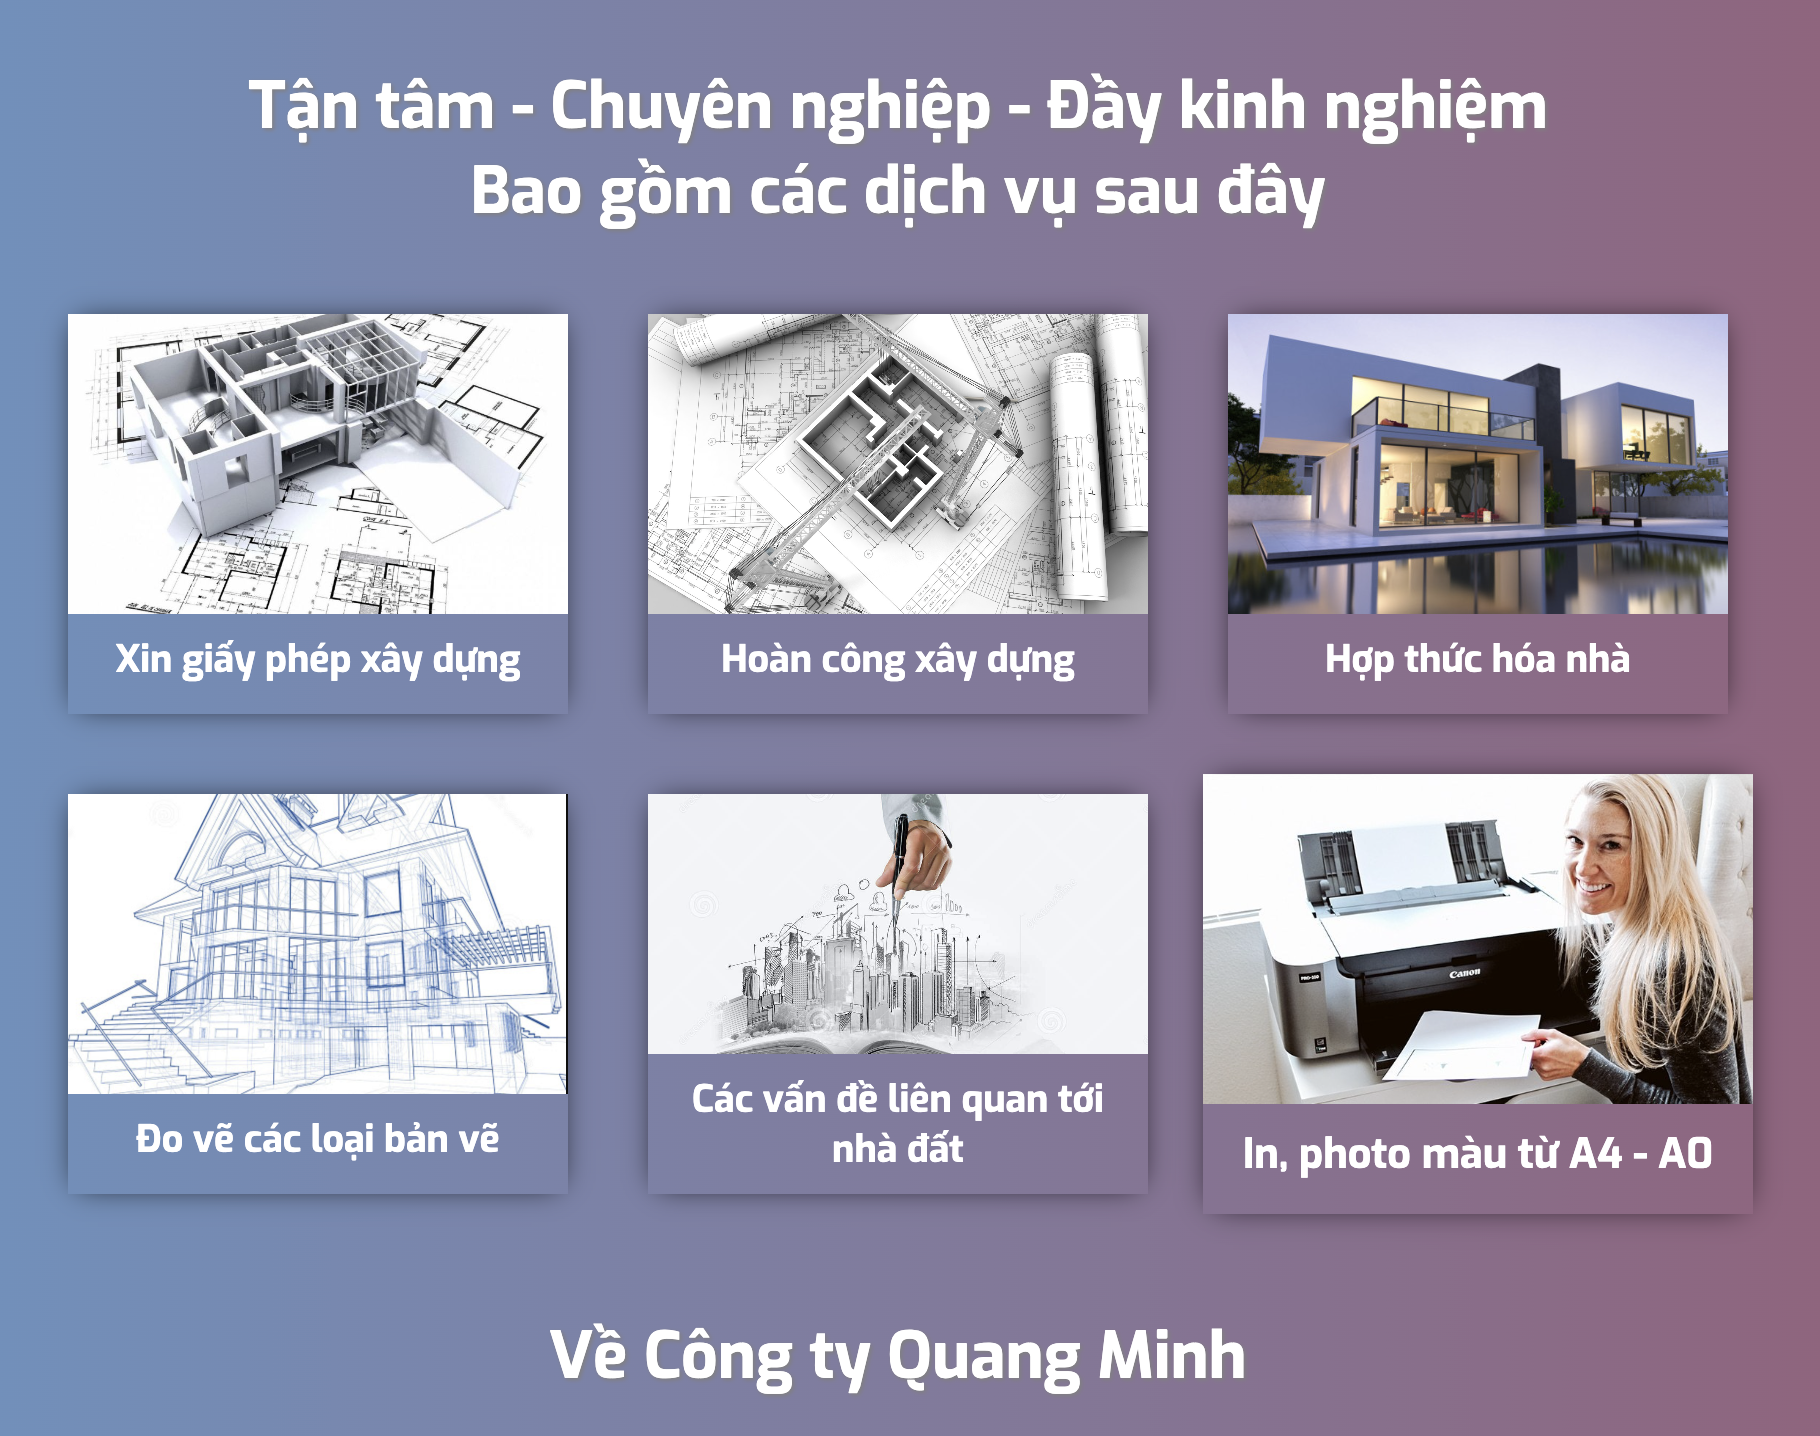 Tận tâm - Chuyên nghiệp - Đầy kinh nghiệm
Bao gồm các dịch vụ sau đây
Xin giấy phép xây dựng
Hoàn công xây dựng
Hợp thức hóa nhà
Đo vẽ các loại bản vẽ
Các vấn đề liên quan tới
nhà đất
Canon
In, photo màu từ A4 - A0
Về Công ty Quang Minh